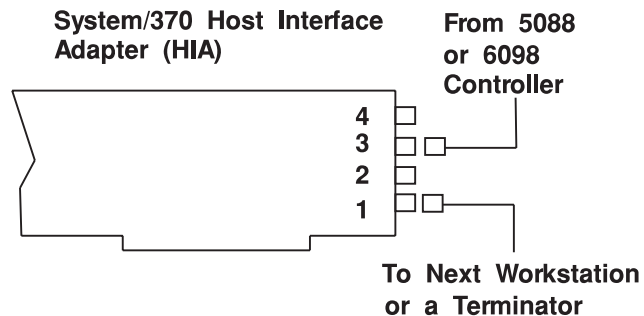 System/370 Host Interface
Adapter (HIA)
From 5088
or 6098
Controller
4
3
2
1
To Next Workstation
or a Terminator